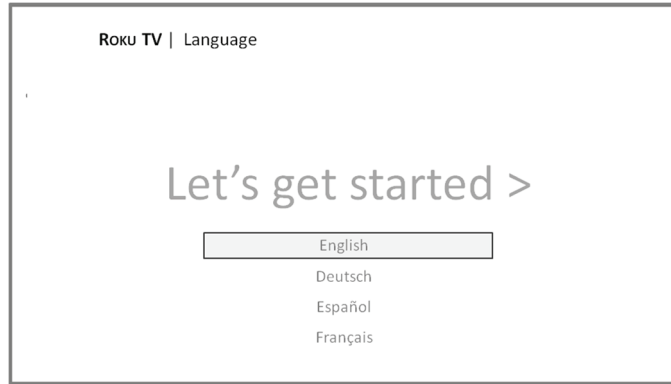 Roku TV | Language
Let's get started >
English
Deutsch
Español
Français